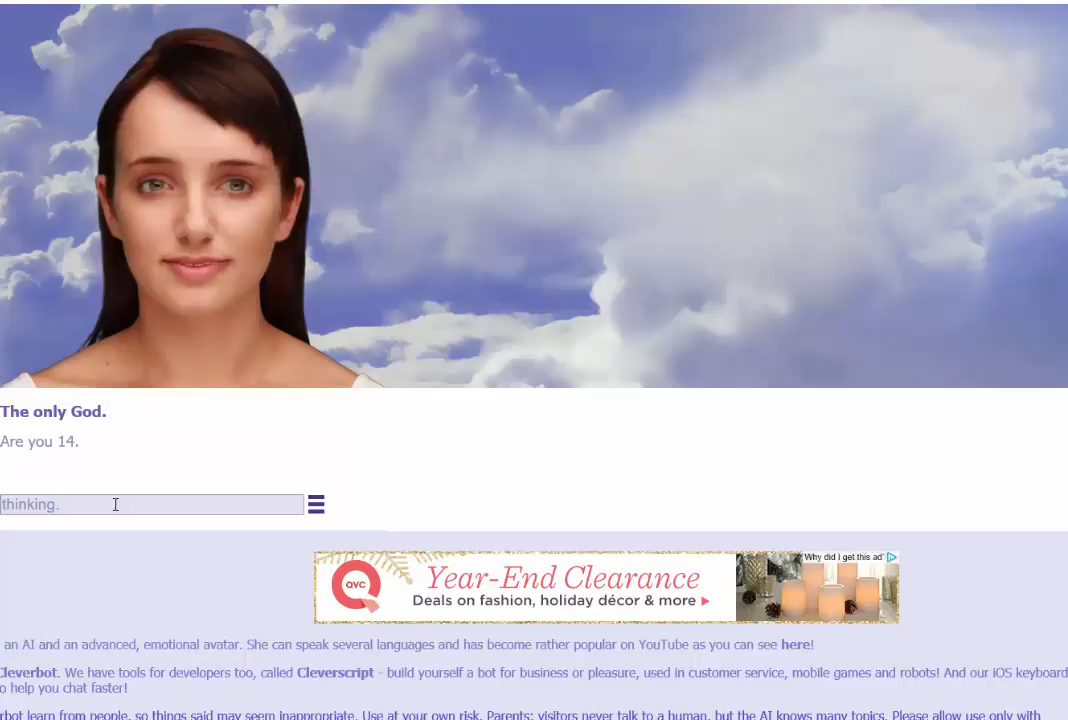 The only God.
Are you 14.
thinking.
Why did I get this ad?
QVC
Year-End Clearance
Deals on fashion, holiday décor & more
an AI and an advanced, emotional avatar. She can speak several languages and has become rather popular on YouTube as you can see here!
Cleverbot. We have tools for developers too, called Cleverscript - build yourself a bot for business or pleasure, used in customer service, mobile games and robots! And our iOS keyboard
to help you chat faster!
rbot learn from people, so things said may seem inappropriate. Use at your own risk. Parents: visitors never talk to a human, but the AI knows many topics. Please allow use only with